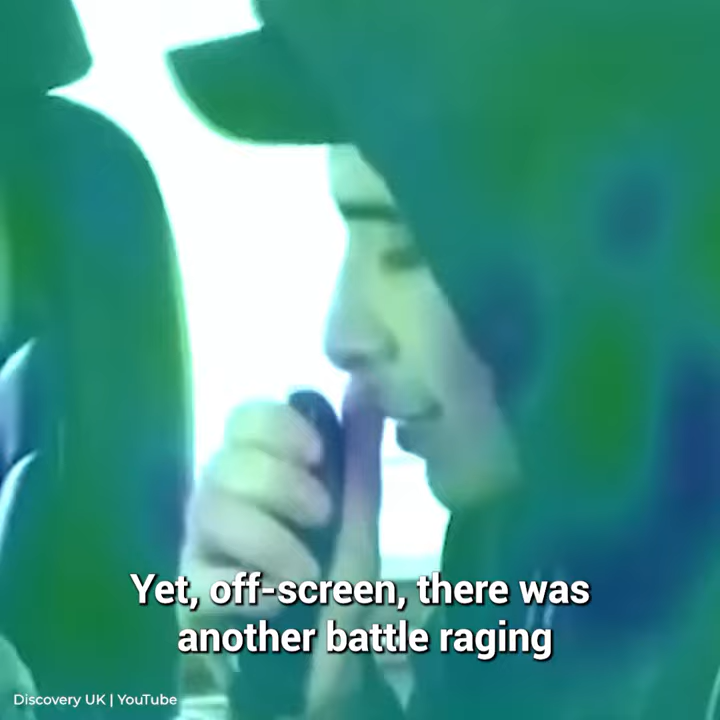 Yet, off-screen, there was
another battle raging
Discovery UK | YouTube